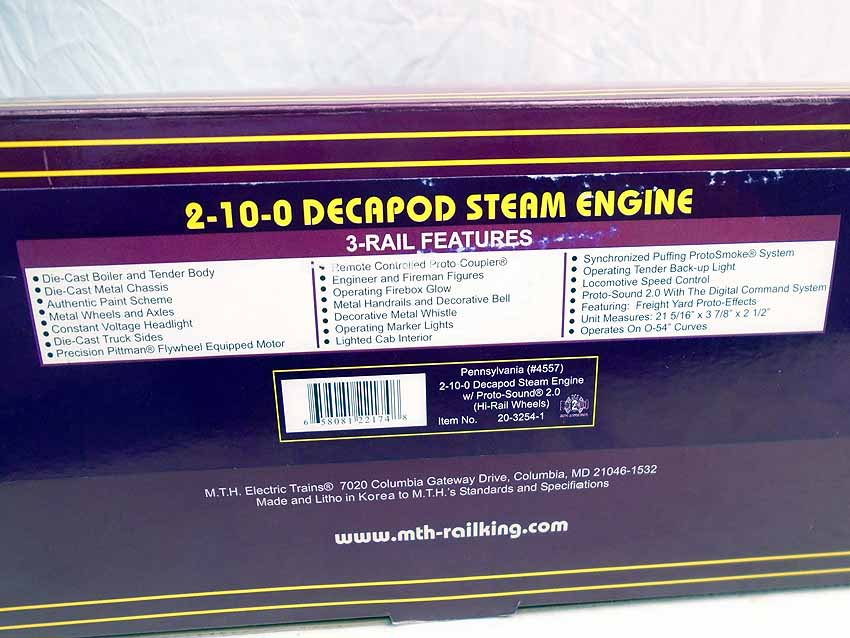 2-10-0 DECAPOD STEAM ENGINE
3-RAIL FEATURES
• Die-Cast Boiler and Tender Body
• Die-Cast Metal Chassis
• Authentic Paint Scheme
• Metal Wheels and Axles
• Constant Voltage Headlight
• Die-Cast Truck Sides
• Precision Pittman® Flywheel Equipped Motor
• Remote Controlled Proto-Coupler®
• Engineer and Fireman Figures
• Operating Firebox Glow
• Metal Handrails and Decorative Bell
• Decorative Metal Whistle
• Operating Marker Lights
• Lighted Cab Interior
• Synchronized Puffing ProtoSmoke® System
• Operating Tender Back-up Light
• Locomotive Speed Control
• Proto-Sound 2.0 With The Digital Command System
• Featuring: Freight Yard Proto-Effects
• Unit Measures: 21 5/16" x 3 7/8" x 2 1/2"
• Operates On O-54" Curves
6 58081 22174 8
Pennsylvania (#4557)
2-10-0 Decapod Steam Engine
w/ Proto-Sound® 2.0
(Hi-Rail Wheels)
Item No. 20-3254-1
M.T.H. Electric Trains® 7020 Columbia Gateway Drive, Columbia, MD 21046-1532
Made and Litho in Korea to M.T.H.'s Standards and Specifications
www.mth-railking.com